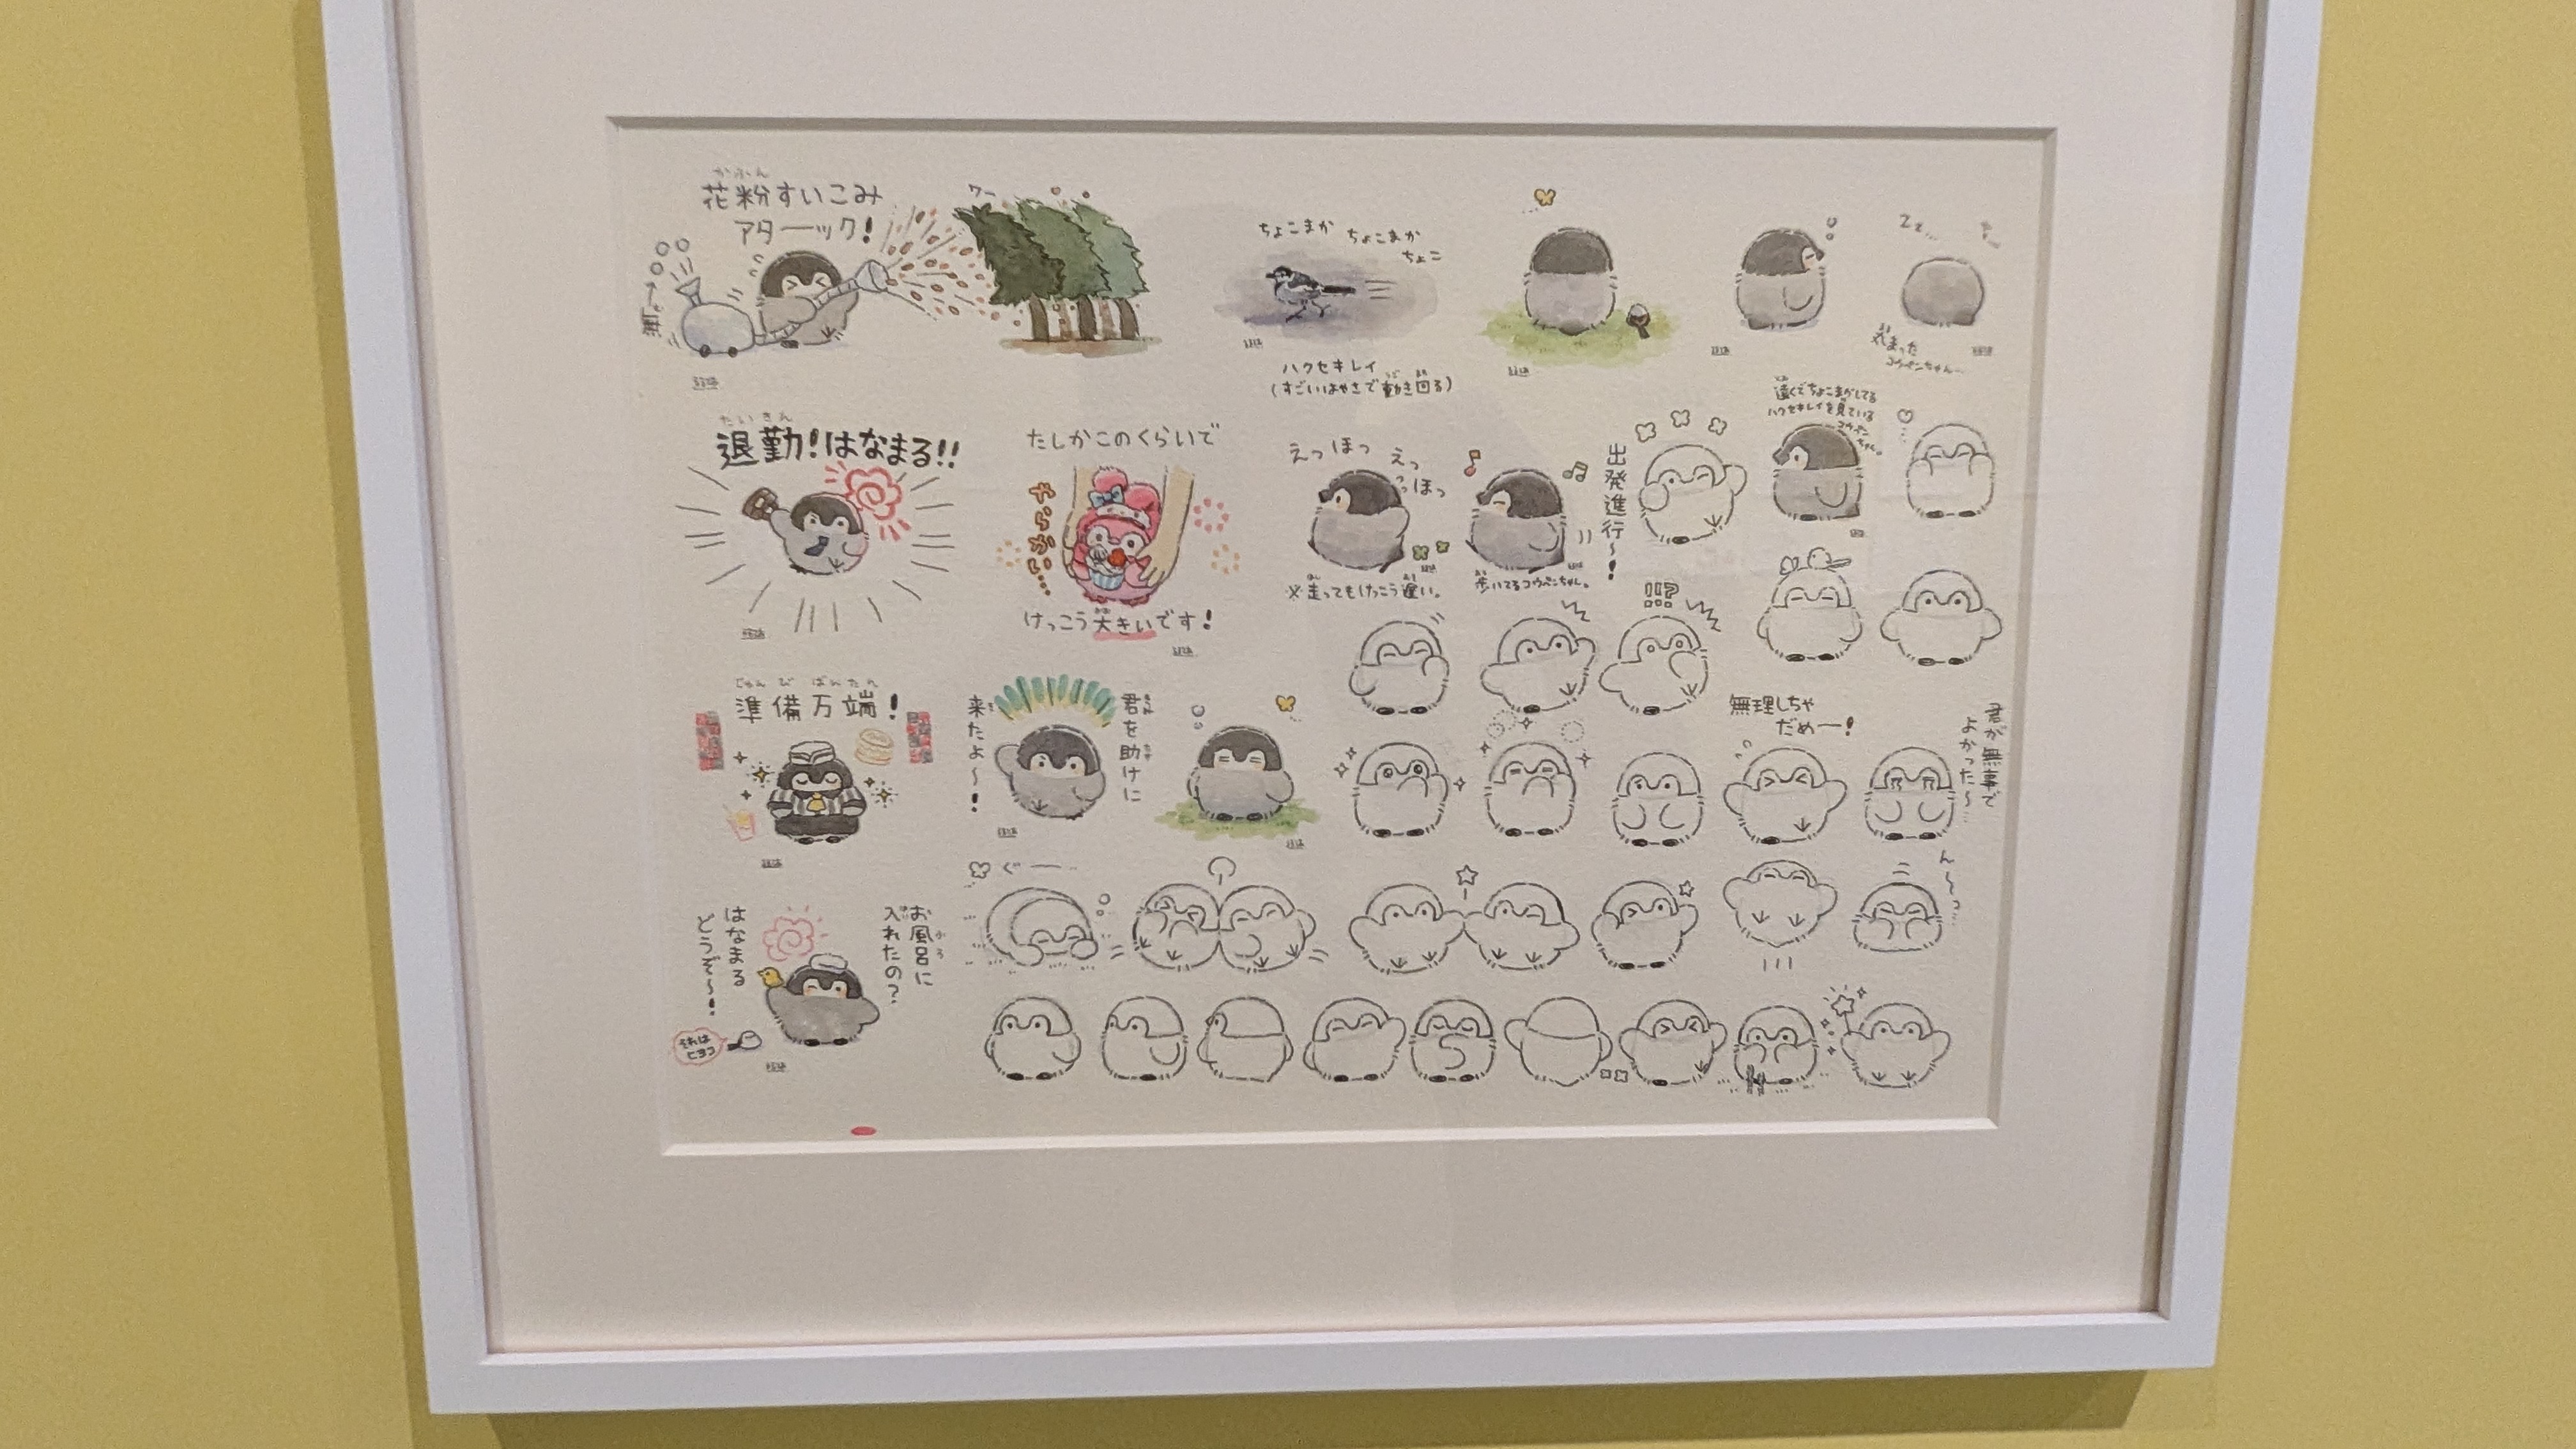 かふん
花粉すいこみ
アターック!
無
ワー
ちょこまか
ちょこまか
ちょこ
ハクセキレイ
(すごいはやさで動き回る)
Zz...
丸まった
コウペンちゃん
たいきん
退勤!はなまる!!
たしかこのくらいで
やらかい...
けっこう大きいです!
えっほっ
えっ
ほっ
※走ってもけっこう遅い。
歩いてるコウペンちゃん。
出発進行〜!
遠くでちょこまかしてる
ハクセキレイを見ている
コウペン
ちゃん。
!!?
じゅんびばんたん
準備万端!
君を助けに
来たよ〜!
無理しちゃ
だめー!
君が無事で
よかった〜
お風呂に
入れたの?
はなまる
どうぞ〜!
それは
ヒヨコ
ぐー
ん〜っ